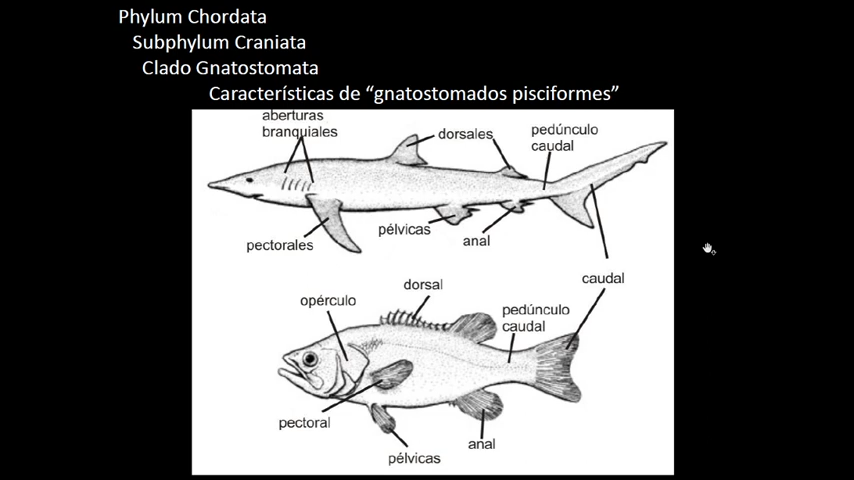 Phylum Chordata
Subphylum Craniata
Clado Gnatostomata
Características de “gnatostomados pisciformes”
aberturas
branquiales
dorsales
pedúnculo
caudal
pectorales
pélvicas
anal
caudal
dorsal
opérculo
pedúnculo
caudal
pectoral
anal
pélvicas